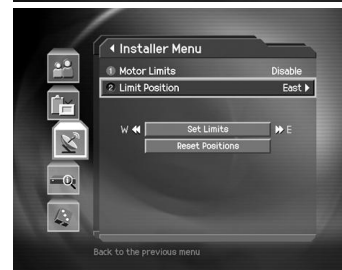 Installer Menu
1 Motor Limits Disable
2 Limit Position East
W Set Limits E
Reset Positions
Back to the previous menu